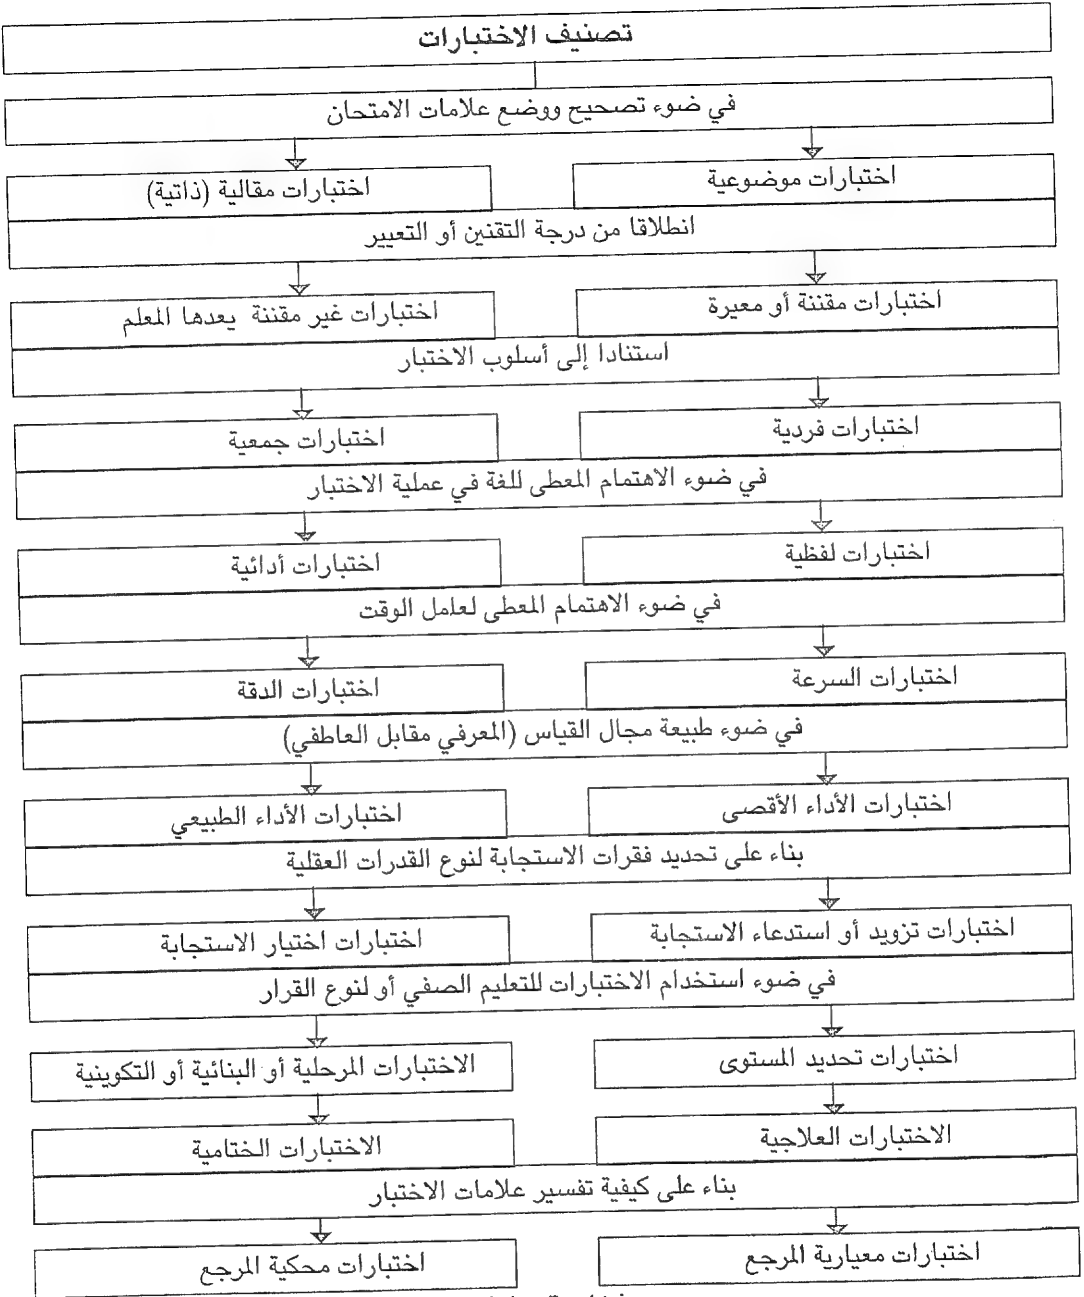 تصنيف الاختبارات
في ضوء تصحيح ووضع علامات الامتحان
اختبارات موضوعية
اختبارات مقالية (ذاتية)
انطلاقا من درجة التقنين أو التعيير
اختبارات مقننة أو معيرة
اختبارات غير مقننة يعدها المعلم
استنادا إلى أسلوب الاختبار
اختبارات فردية
اختبارات جمعية
في ضوء الاهتمام المعطى للغة في عملية الاختبار
اختبارات لفظية
اختبارات أدائية
في ضوء الاهتمام المعطى لعامل الوقت
اختبارات السرعة
اختبارات الدقة
في ضوء طبيعة مجال القياس (المعرفي مقابل العاطفي)
اختبارات الأداء الأقصى
اختبارات الأداء الطبيعي
بناء على تحديد فقرات الاستجابة لنوع القدرات العقلية
اختبارات تزويد أو استدعاء الاستجابة
اختبارات اختيار الاستجابة
في ضوء استخدام الاختبارات للتعليم الصفي أو لنوع القرار
اختبارات تحديد المستوى
الاختبارات المرحلية أو البنائية أو التكوينية
الاختبارات العلاجية
الاختبارات الختامية
بناء على كيفية تفسير علامات الاختبار
اختبارات معيارية المرجع
اختبارات محكية المرجع